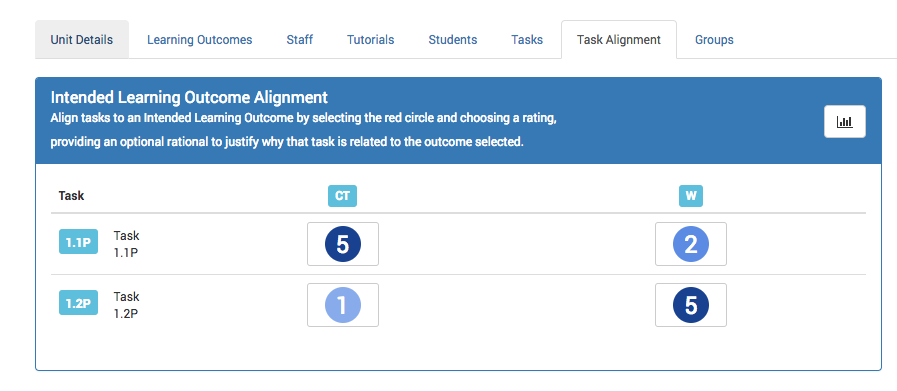 Unit Details Learning Outcomes Staff Tutorials Students Tasks Task Alignment Groups
Intended Learning Outcome Alignment
Align tasks to an Intended Learning Outcome by selecting the red circle and choosing a rating,
providing an optional rational to justify why that task is related to the outcome selected.
Task CT W
1.1P Task 5 2
1.1P
1.2P Task 1 5
1.2P